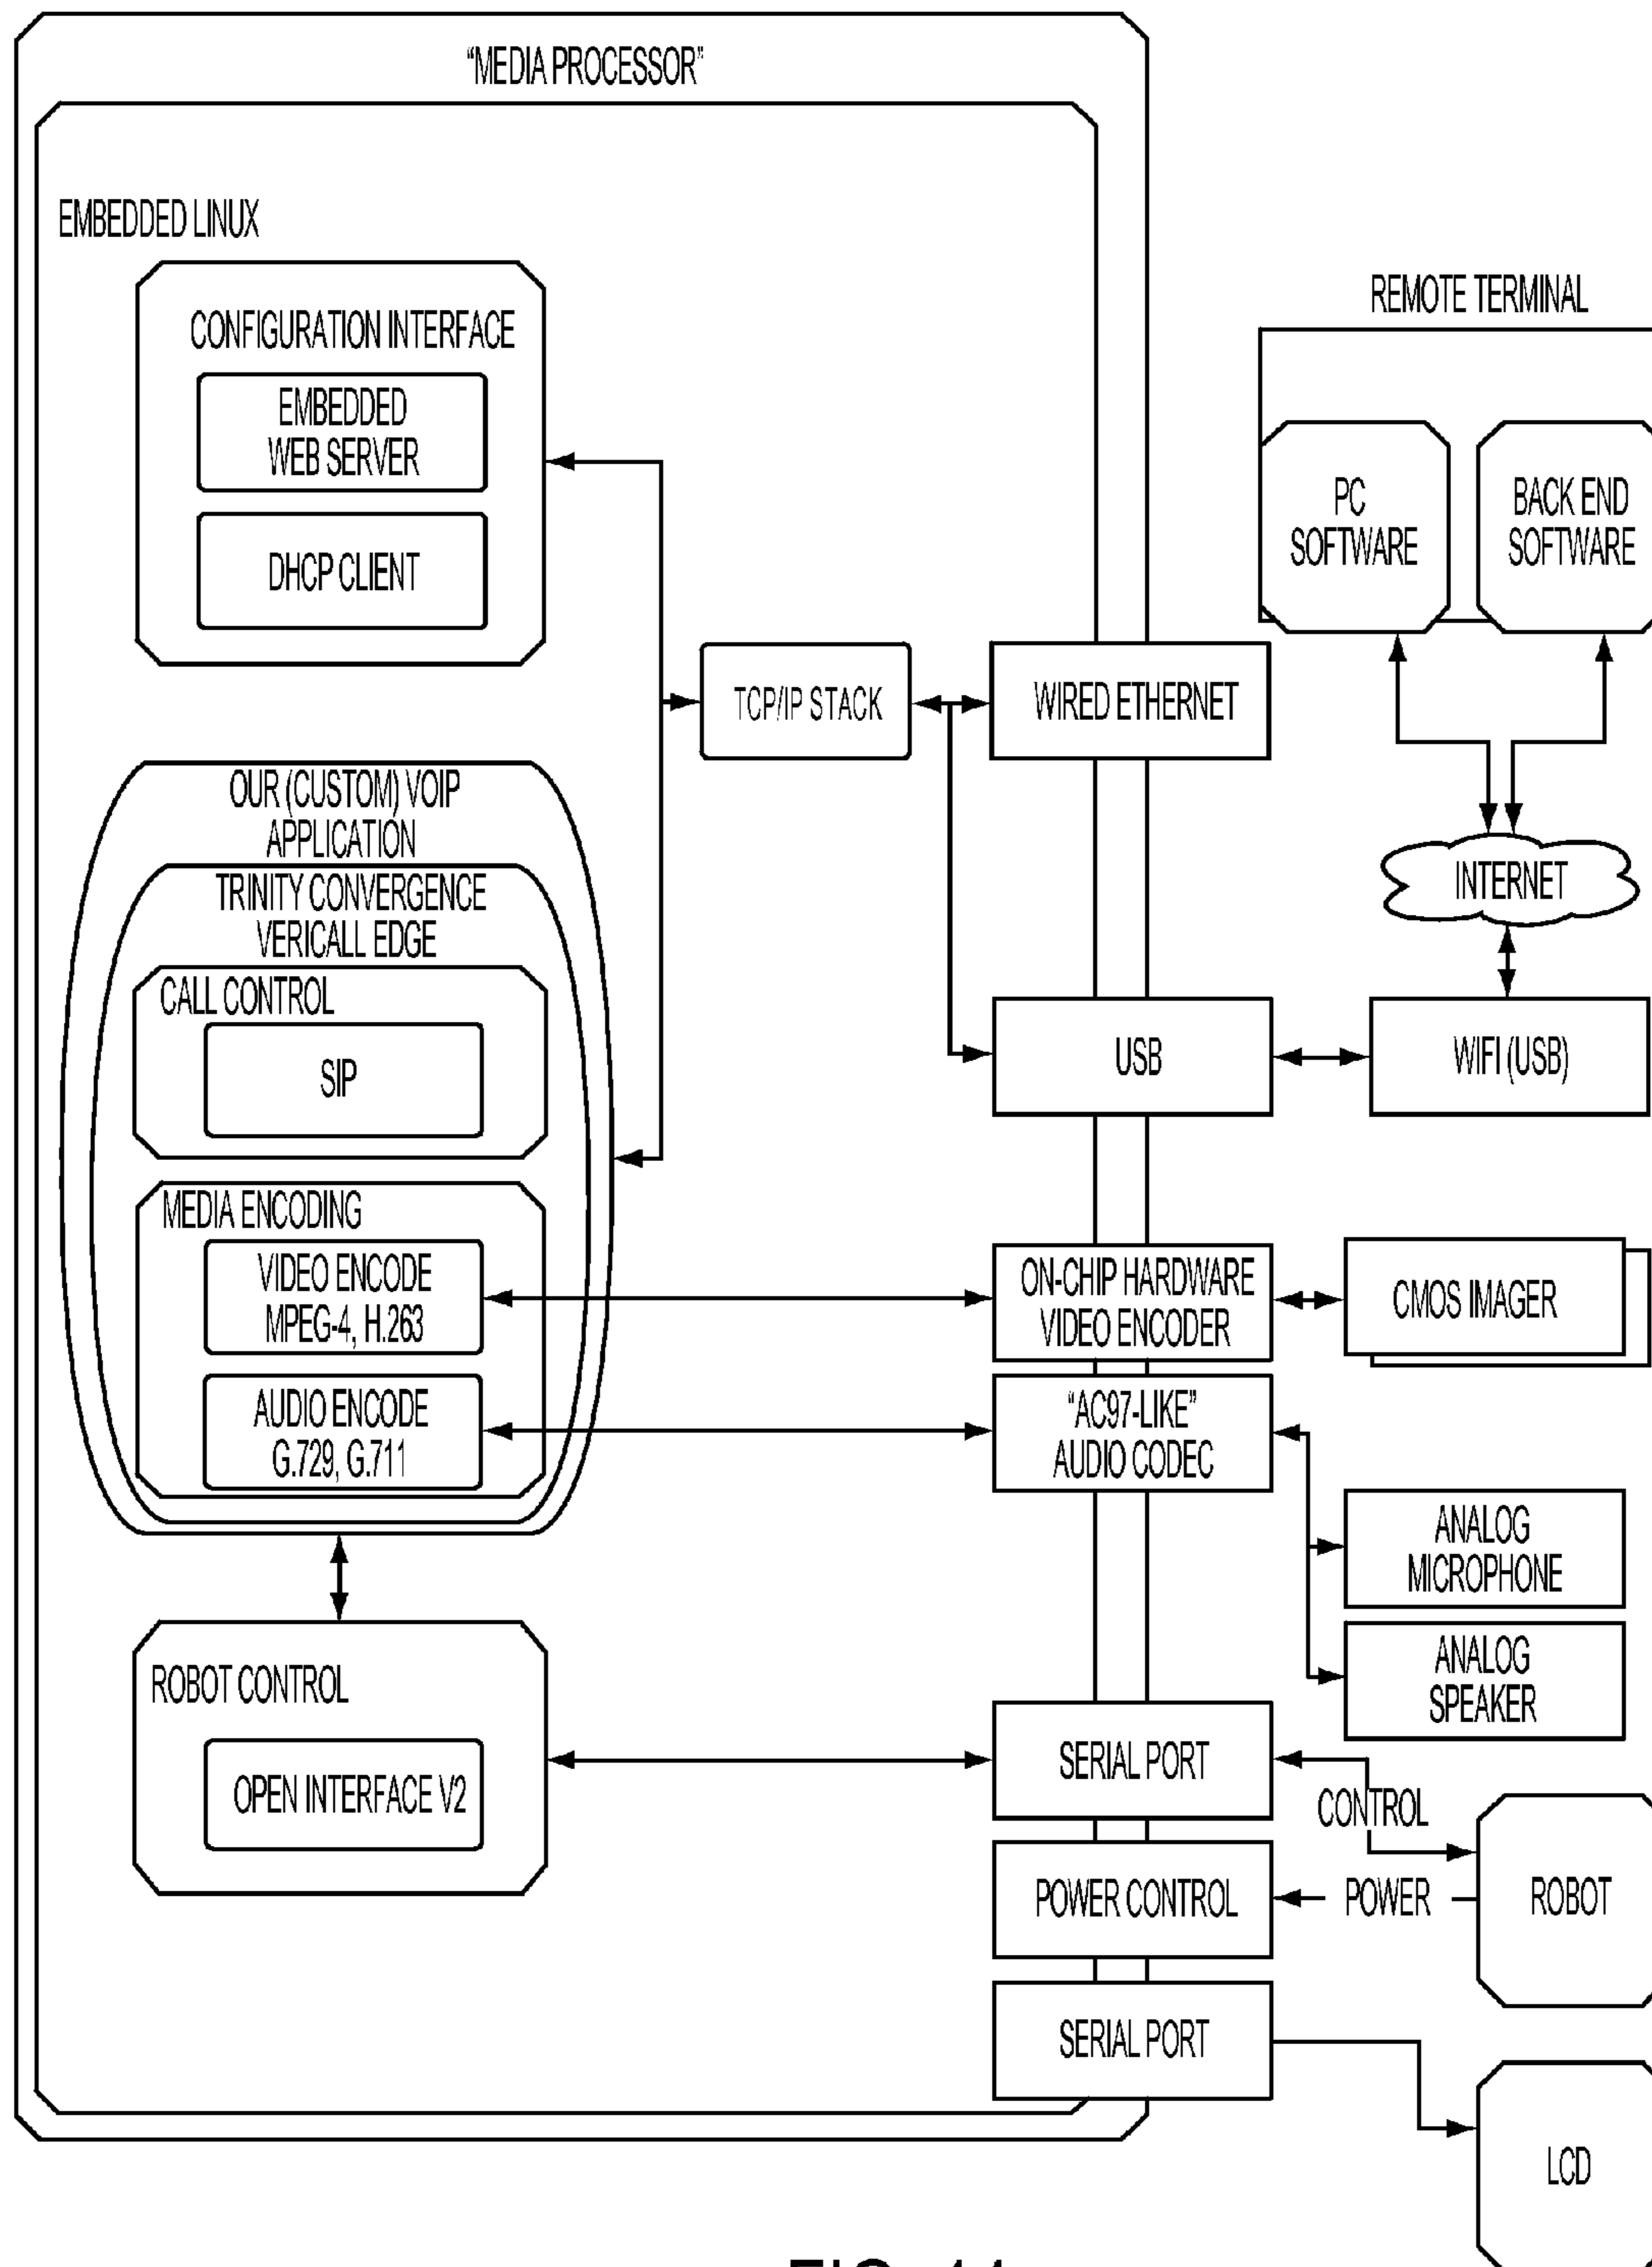 “MEDIA PROCESSOR”
EMBEDDED LINUX
CONFIGURATION INTERFACE
EMBEDDED
WEB SERVER
DHCP CLIENT
REMOTE TERMINAL
PC
SOFTWARE
BACK END
SOFTWARE
TCP/IP STACK
WIRED ETHERNET
INTERNET
OUR (CUSTOM) VOIP
APPLICATION
TRINITY CONVERGENCE
VERICALL EDGE
CALL CONTROL
SIP
USB
WIFI (USB)
MEDIA ENCODING
VIDEO ENCODE
MPEG-4, H.263
ON-CHIP HARDWARE
VIDEO ENCODER
CMOS IMAGER
AUDIO ENCODE
G.729, G.711
“AC97-LIKE”
AUDIO CODEC
ANALOG
MICROPHONE
ANALOG
SPEAKER
ROBOT CONTROL
OPEN INTERFACE V2
SERIAL PORT
CONTROL
POWER CONTROL
POWER
ROBOT
SERIAL PORT
LCD